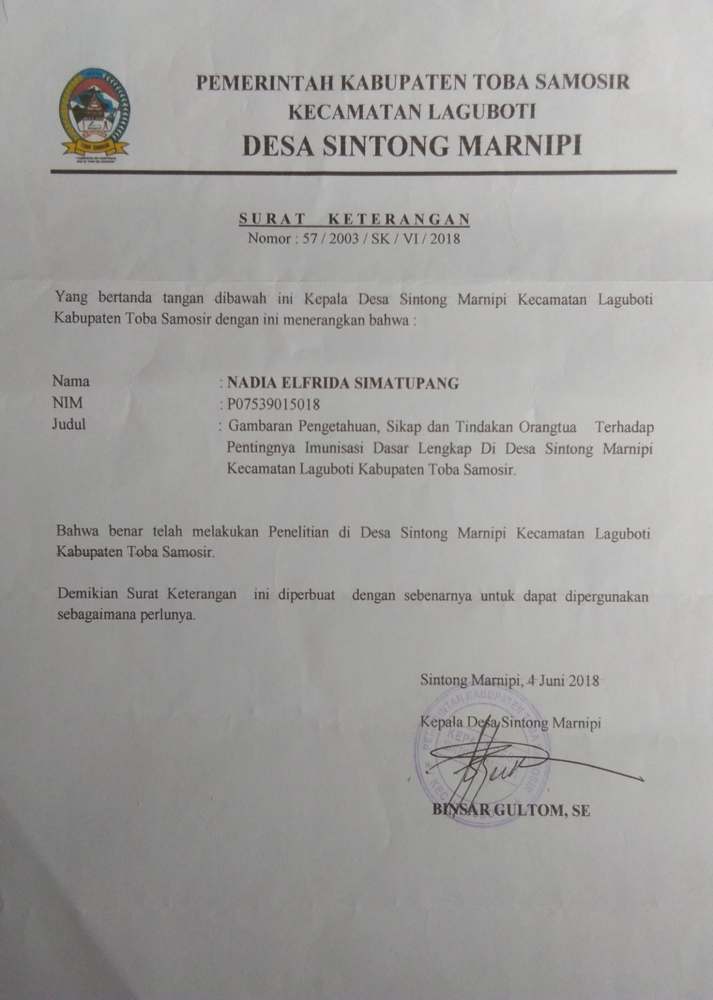 PEMERINTAH KABUPATEN TOBA SAMOSIR
KECAMATAN LAGUBOTI
DESA SINTONG MARNIPI
TOBA SAMOSIR
SURAT KETERANGAN
Nomor : 57 / 2003 / SK / VI / 2018
Yang bertanda tangan dibawah ini Kepala Desa Sintong Marnipi Kecamatan Laguboti
Kabupaten Toba Samosir dengan ini menerangkan bahwa :
Nama : NADIA ELFRIDA SIMATUPANG
NIM : P07539015018
Judul : Gambaran Pengetahuan, Sikap dan Tindakan Orangtua Terhadap
Pentingnya Imunisasi Dasar Lengkap Di Desa Sintong Marnipi
Kecamatan Laguboti Kabupaten Toba Samosir.
Bahwa benar telah melakukan Penelitian di Desa Sintong Marnipi Kecamatan Laguboti
Kabupaten Toba Samosir.
Demikian Surat Keterangan ini diperbuat dengan sebenarnya untuk dapat dipergunakan
sebagaimana perlunya.
Sintong Marnipi, 4 Juni 2018
Kepala Desa Sintong Marnipi
PEMERINTAH KABUPATEN TOBA SAMOSIR
BINSAR GULTOM, SE